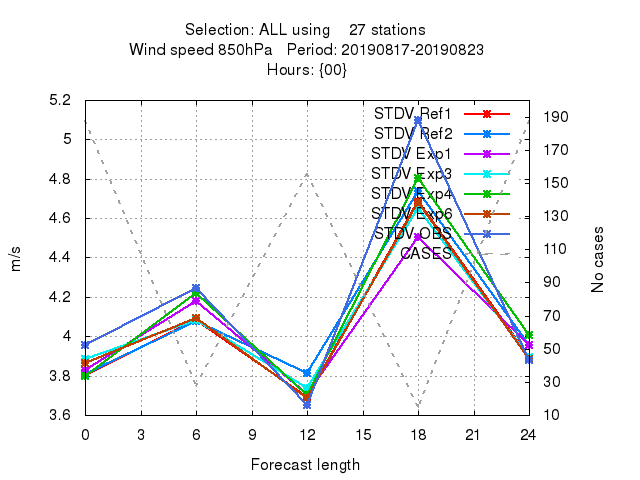 Selection: ALL using    27 stations
Wind speed 850hPa   Period: 20190817-20190823
Hours: {00}
5.2
5
4.8
4.6
4.4
4.2
4
3.8
3.6
m/s
190
170
150
130
110
90
70
50
30
10
No cases
STDV Ref1
STDV Ref2
STDV Exp1
STDV Exp3
STDV Exp4
STDV Exp6
STDV OBS
CASES
0 3 6 9 12 15 18 21 24
Forecast length